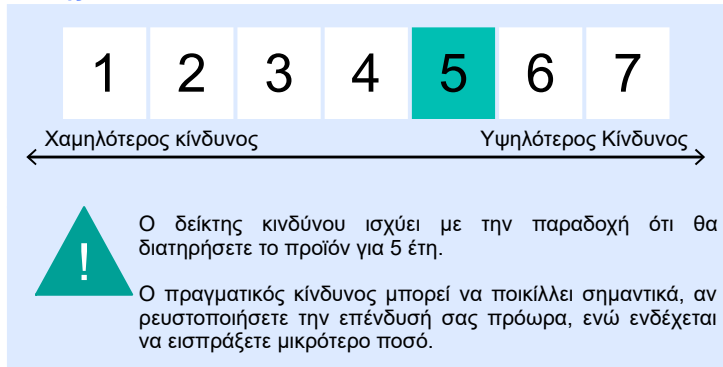 1 2 3 4 5 6 7
Χαμηλότερος κίνδυνος Υψηλότερος Κίνδυνος
!
Ο δείκτης κινδύνου ισχύει με την παραδοχή ότι θα
διατηρήσετε το προϊόν για 5 έτη.
Ο πραγματικός κίνδυνος μπορεί να ποικίλλει σημαντικά, αν
ρευστοποιήσετε την επένδυσή σας πρόωρα, ενώ ενδέχεται
να εισπράξετε μικρότερο ποσό.